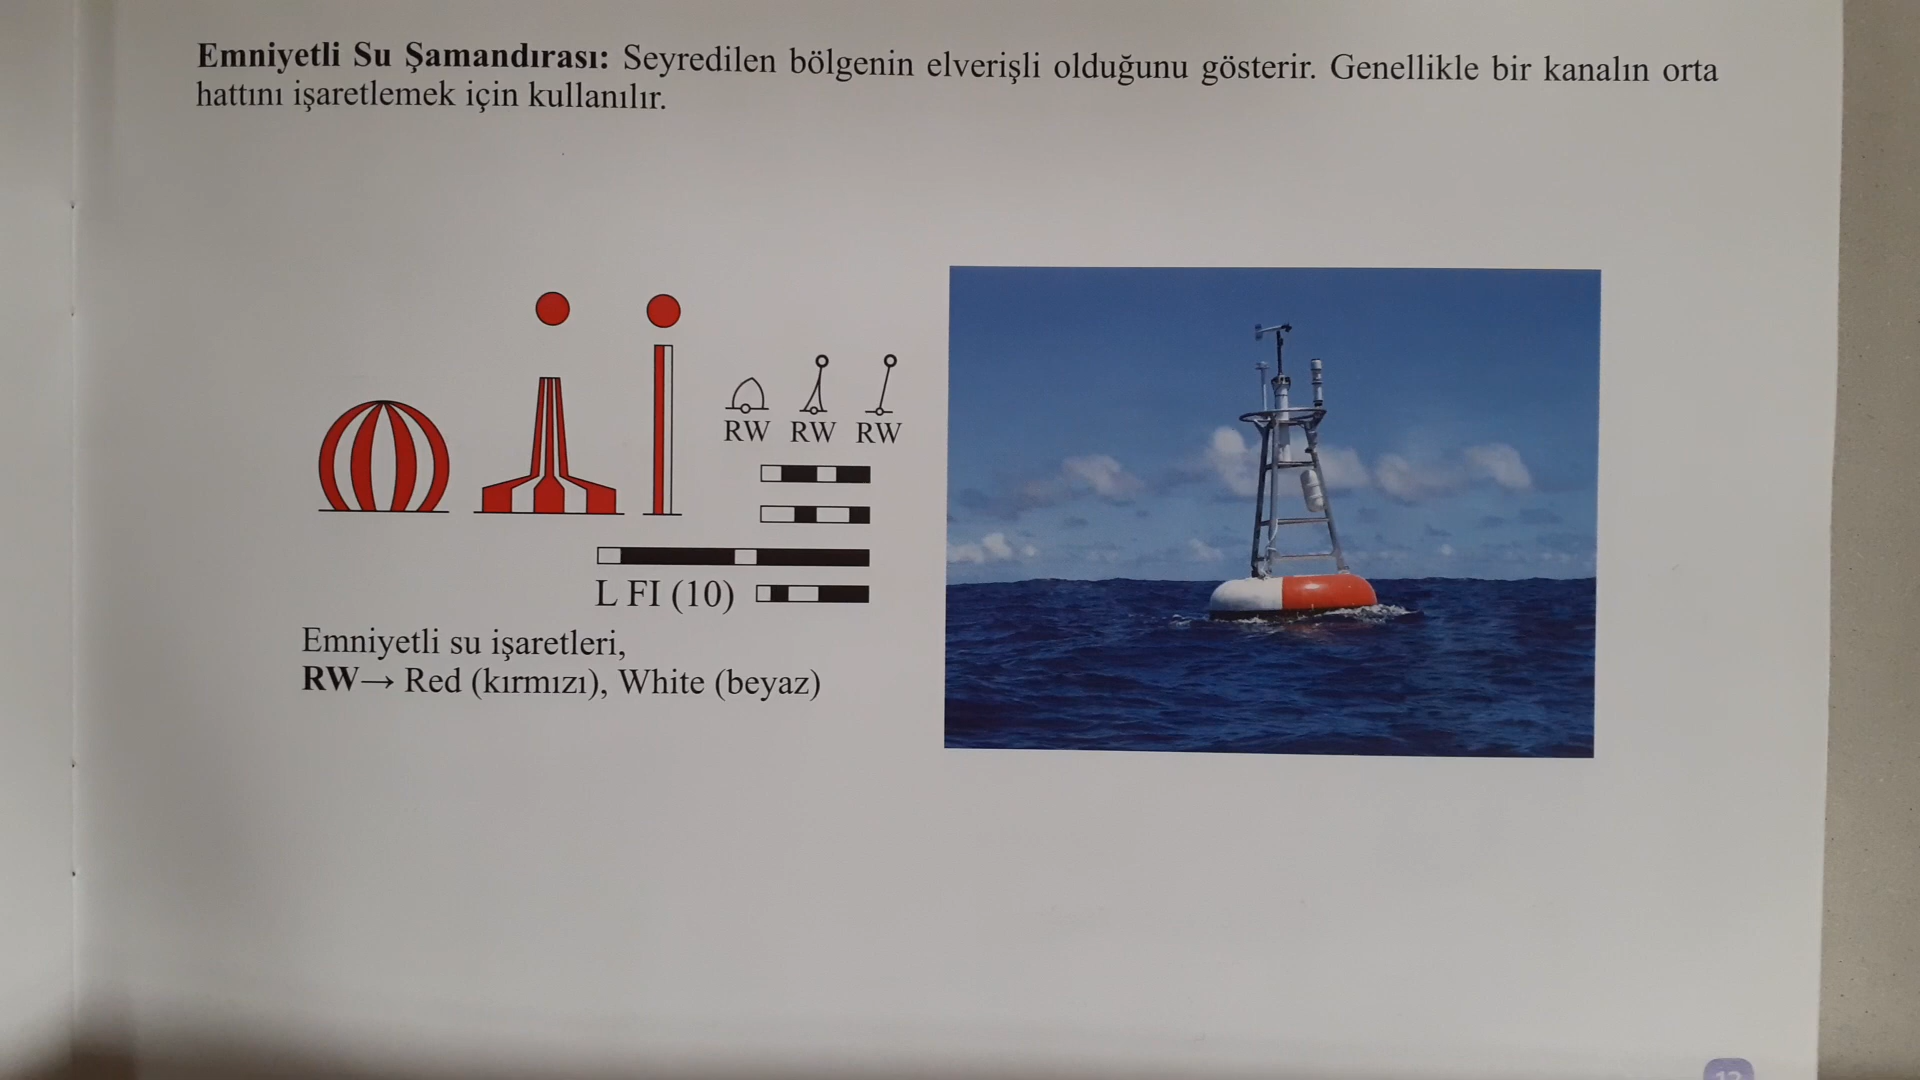 Emniyetli Su Şamandırası: Seyredilen bölgenin elverişli olduğunu gösterir. Genellikle bir kanalın orta
hattını işaretlemek için kullanılır.
RW RW RW
L FI (10)
Emniyetli su işaretleri,
RW→ Red (kırmızı), White (beyaz)